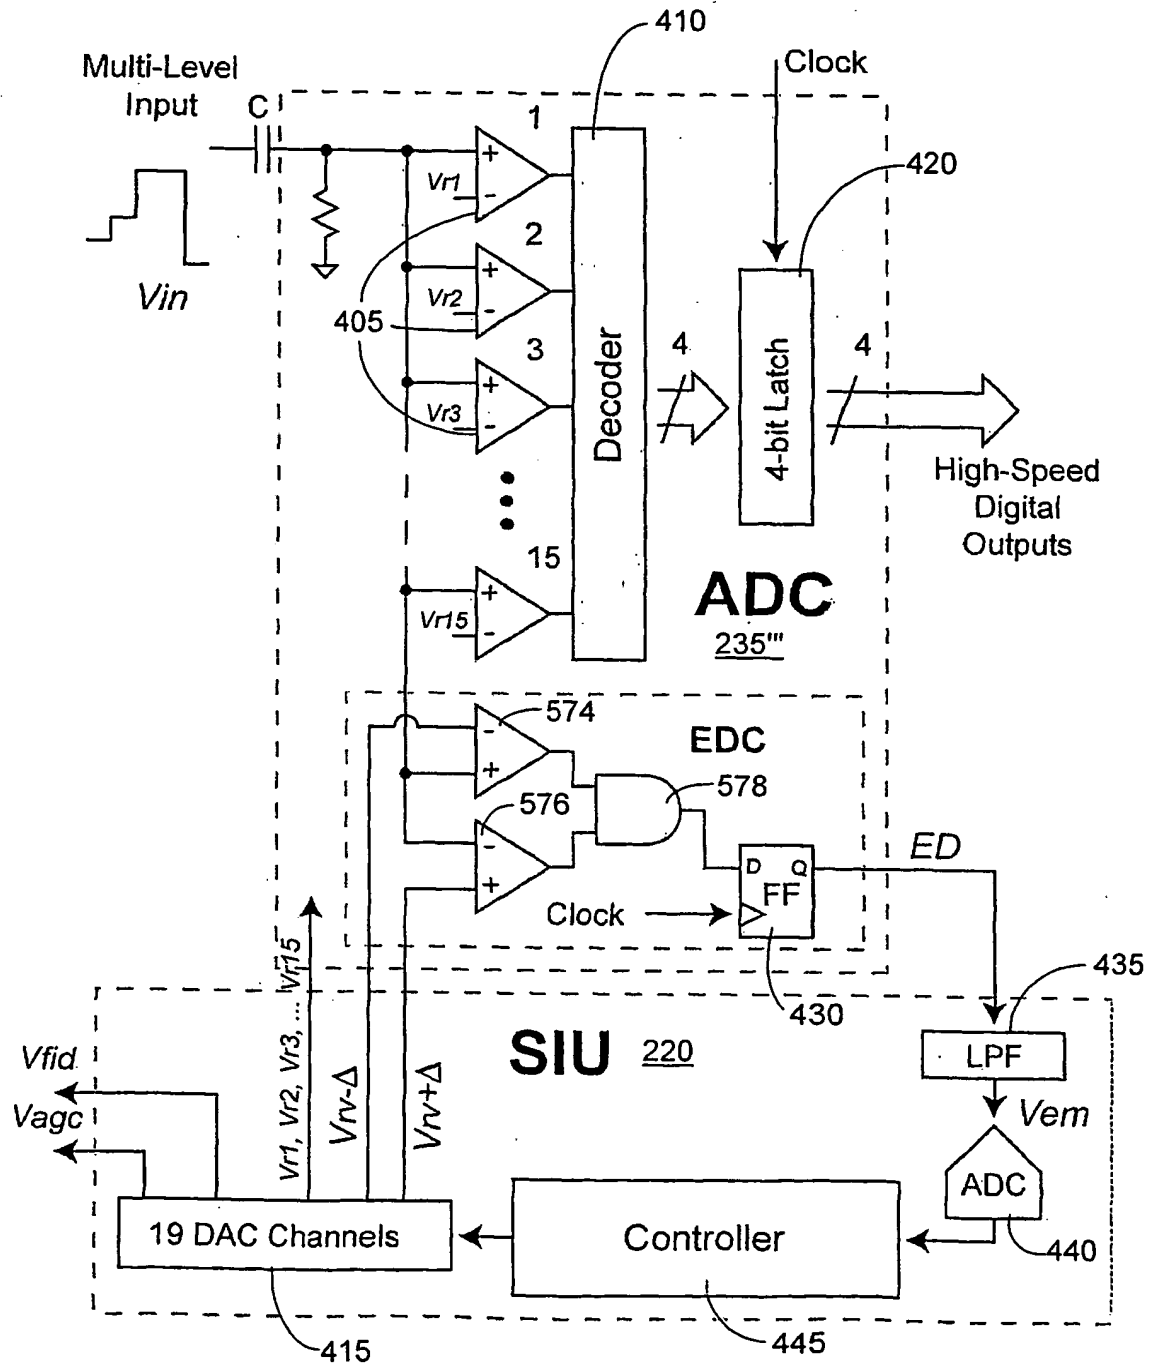 410
Multi-Level
Input
Clock
C
1
420
Vr1
+
-
Vin
2
Vr2
+
-
405
3
Vr3
+
-
Decoder
4
4-bit Latch
4
High-Speed
Digital
Outputs
15
Vr15
+
-
ADC
235'''
574
-
+
EDC
578
576
-
+
D Q
FF
ED
Clock
430
435
Vr1, Vr2, Vr3, ... Vr15
Vrv-Δ
Vrv+Δ
SIU 220
LPF
Vfid
Vagc
Vem
ADC
440
19 DAC Channels
Controller
415
445